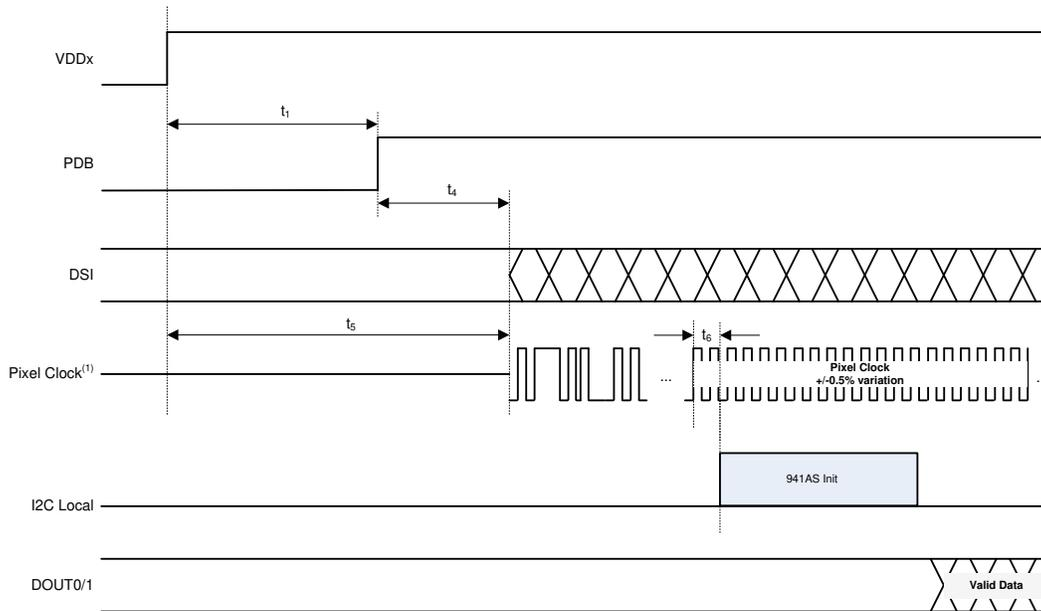 VDDx
t1
PDB
t4
DSI
t5
t6
Pixel Clock(1)
...
Pixel Clock
+/-0.5% variation
.
941AS Init
I2C Local
DOUT0/1
Valid Data